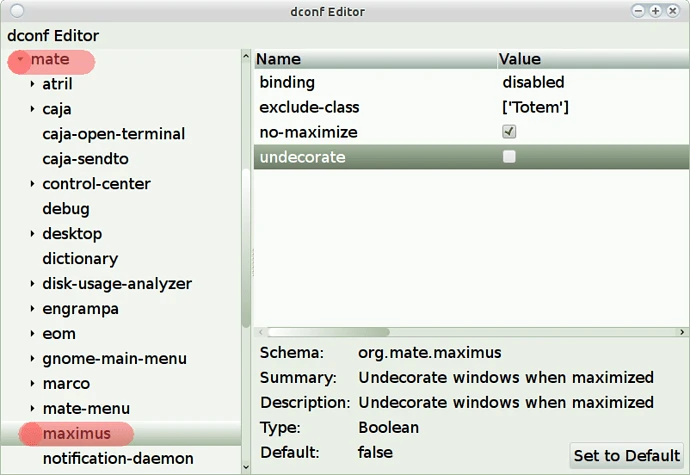 dconf Editor
dconf Editor
mate
atril
caja
caja-open-terminal
caja-sendto
control-center
debug
desktop
dictionary
disk-usage-analyzer
engrampa
eom
gnome-main-menu
marco
mate-menu
maximus
notification-daemon
Name Value
binding disabled
exclude-class ['Totem']
no-maximize
undecorate
Schema: org.mate.maximus
Summary: Undecorate windows when maximized
Description: Undecorate windows when maximized
Type: Boolean
Default: false
Set to Default